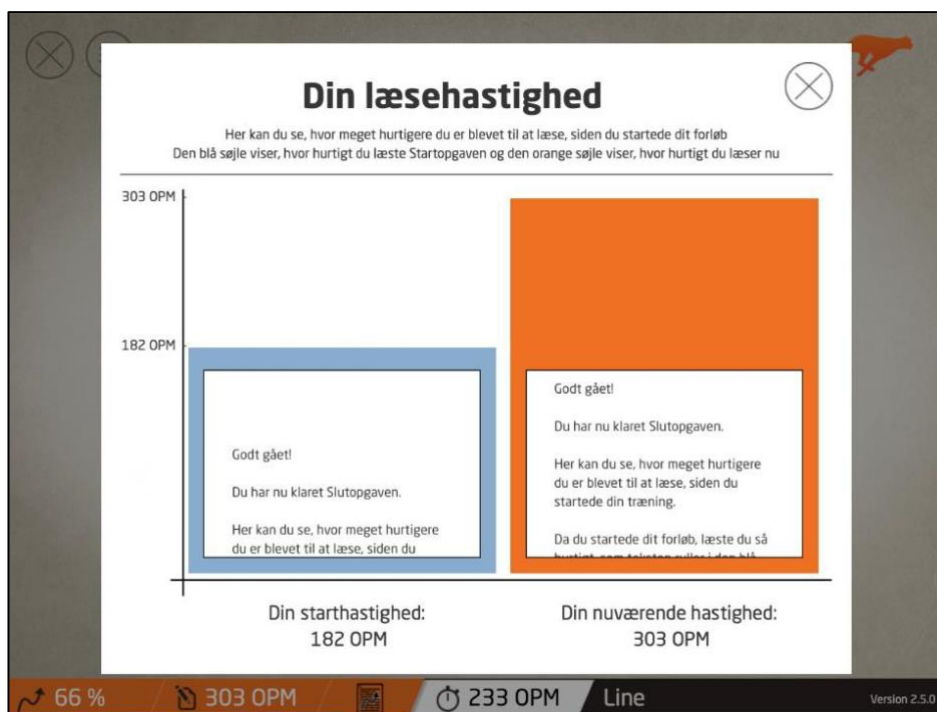 Din læsehastighed
Her kan du se, hvor meget hurtigere du er blevet til at læse, siden du startede dit forløb
Den blå søjle viser, hvor hurtigt du læste Startopgaven og den orange søjle viser, hvor hurtigt du læser nu
303 OPM
182 OPM
Godt gået!
Du har nu klaret Slutopgaven.
Her kan du se, hvor meget hurtigere
du er blevet til at læse, siden du
Godt gået!
Du har nu klaret Slutopgaven.
Her kan du se, hvor meget hurtigere
du er blevet til at læse, siden du
startede din træning.
Da du startede dit forløb, læste du så
hurtigt, som teksten ruller i den blå
Din starthastighed:
182 OPM
Din nuværende hastighed:
303 OPM
66 %
303 OPM
233 OPM
Line
Version 2.5.0